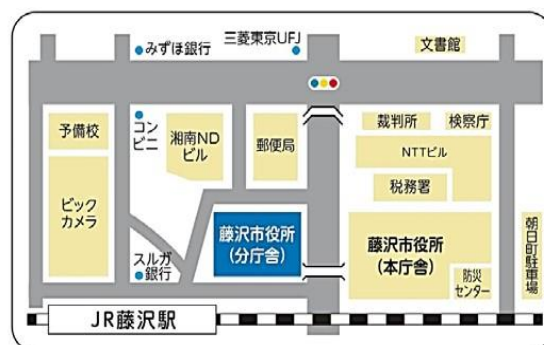 みずほ銀行
三菱東京UFJ
文書館
予備校
コン
ビニ
湘南ND
ビル
郵便局
裁判所
検察庁
NTTビル
税務署
ビック
カメラ
スルガ
銀行
藤沢市役所
(分庁舎)
藤沢市役所
(本庁舎)
防災
センター
朝日町駐車場
JR藤沢駅